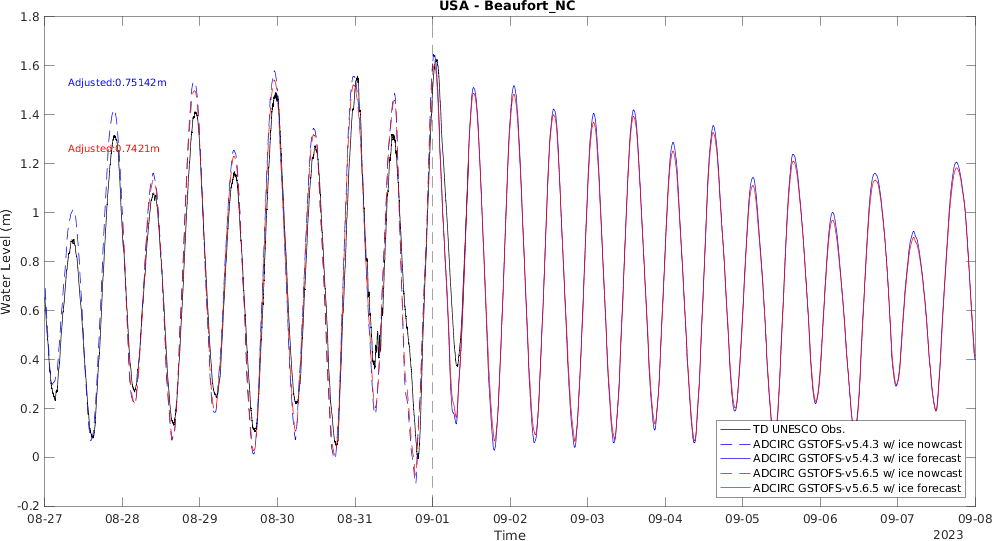 USA - Beaufort_NC
1.8
1.6
1.4
1.2
1
0.8
0.6
0.4
0.2
0
-0.2
Water Level (m)
Adjusted:0.75142m
Adjusted:0.7421m
TD UNESCO Obs.
ADCIRC GSTOFS-v5.4.3 w/ ice nowcast
ADCIRC GSTOFS-v5.4.3 w/ ice forecast
ADCIRC GSTOFS-v5.6.5 w/ ice nowcast
ADCIRC GSTOFS-v5.6.5 w/ ice forecast
08-27 08-28 08-29 08-30 08-31 09-01 09-02 09-03 09-04 09-05 09-06 09-07 09-08
Time
2023